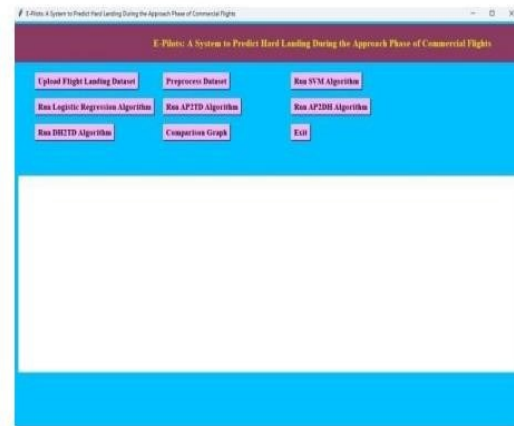 E-Pilots: A System to Predict Hard Landing During the Approach Phase of Commercial Flights
E-Pilots: A System to Predict Hard Landing During the Approach Phase of Commercial Flights
Upload Flight Landing Dataset Preprocess Dataset Run SVM Algorithm
Run Logistic Regression Algorithm Run AP2TD Algorithm Run AP2DH Algorithm
Run DH2TD Algorithm Comparison Graph Exit